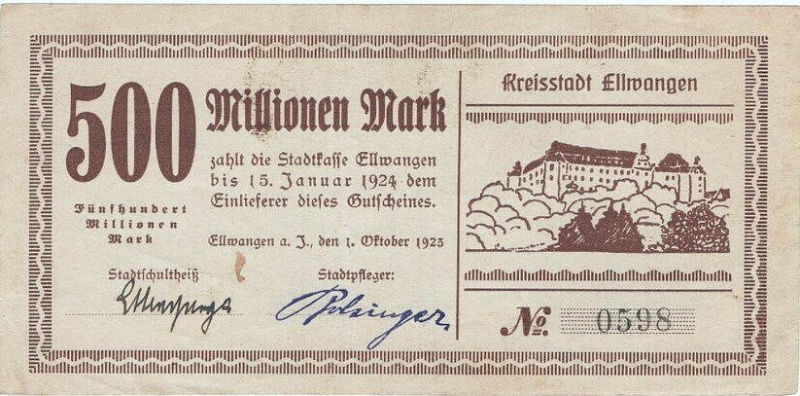 500
Millionen Mark
zahlt die Stadtkasse Ellwangen
bis 15. Januar 1924 dem
Einlieferer dieses Gutscheines.
Fünfhundert
Millionen
Mark
Ellwangen a. J., den 1. Oktober 1923
Stadtschultheiß
Stadtpfleger:
Bolsinger
Kreisstadt Ellwangen
No. 0598